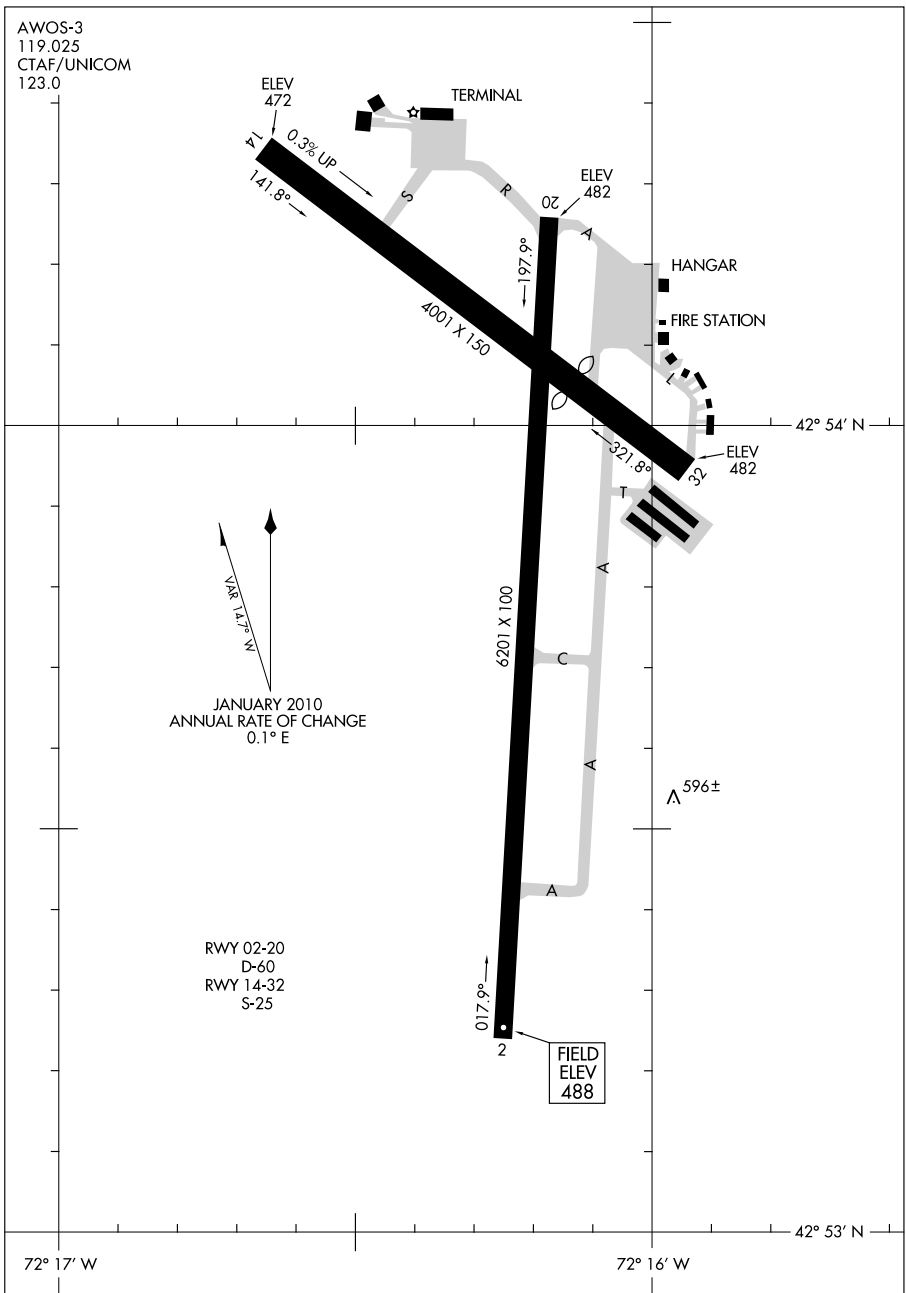 AWOS-3
119.025
CTAF/UNICOM
123.0
ELEV
472
TERMINAL
14
0.3% UP
141.8°
S
R
20
ELEV
482
A
197.9°
HANGAR
FIRE STATION
4001 X 150
L
42° 54' N
321.8°
ELEV
482
32
T
VAR 14.7° W
A
6201 X 100
C
JANUARY 2010
ANNUAL RATE OF CHANGE
0.1° E
A
596±
A
RWY 02-20
D-60
RWY 14-32
S-25
017.9°
2
FIELD
ELEV
488
42° 53' N
72° 17' W
72° 16' W